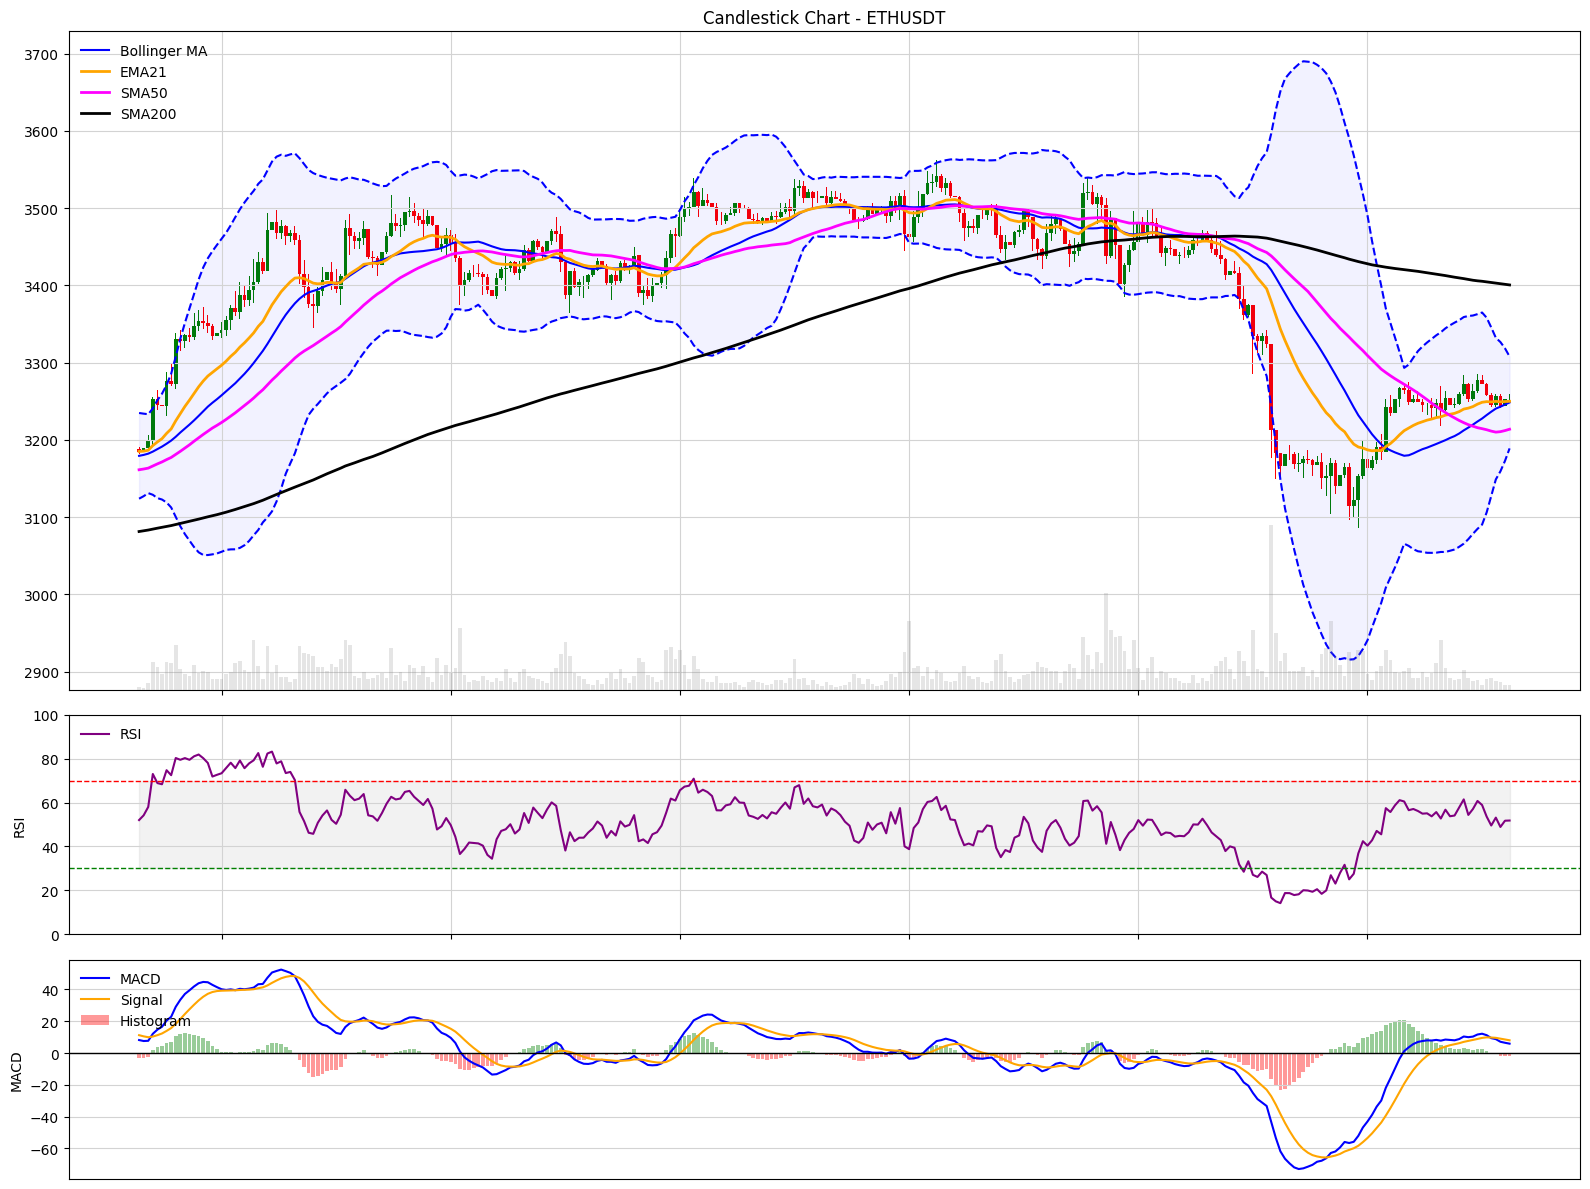 Candlestick Chart - ETHUSDT
Bollinger MA
EMA21
SMA50
SMA200
3700
3600
3500
3400
3300
3200
3100
3000
2900
RSI
RSI
100
80
60
40
20
0
MACD
Signal
Histogram
MACD
40
20
0
−20
−40
−60